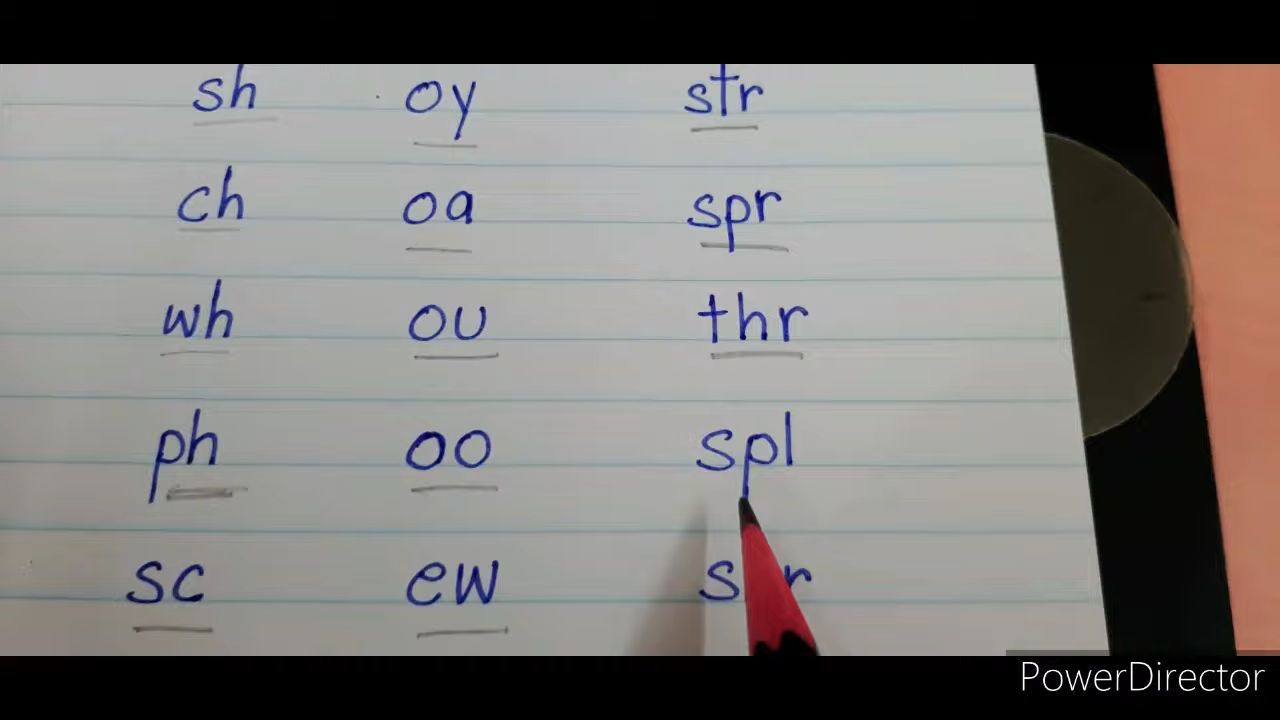 sh oy str
ch oa spr
wh ou thr
ph oo spl
sc ew
PowerDirector